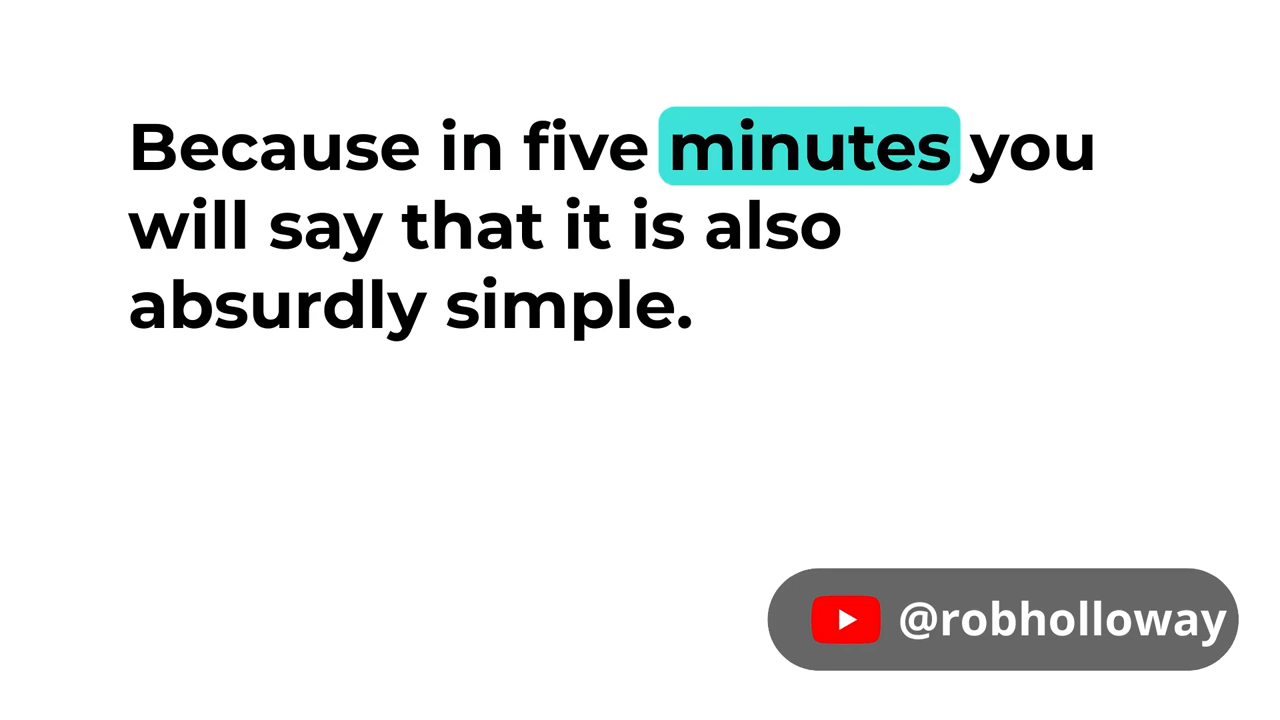 Because in five minutes you
will say that it is also
absurdly simple.
@robholloway